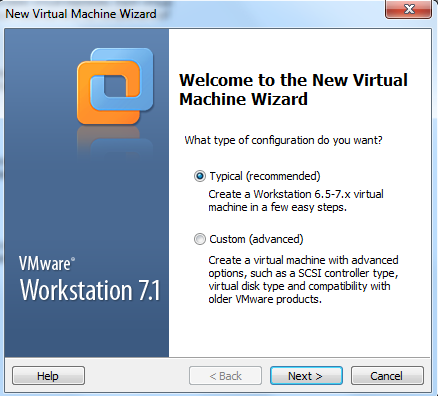 New Virtual Machine Wizard
Welcome to the New Virtual
Machine Wizard
What type of configuration do you want?
Typical (recommended)
Create a Workstation 6.5-7.x virtual
machine in a few easy steps.
Custom (advanced)
Create a virtual machine with advanced
options, such as a SCSI controller type,
virtual disk type and compatibility with
older VMware products.
VMware®
Workstation 7.1
Help
< Back
Next >
Cancel